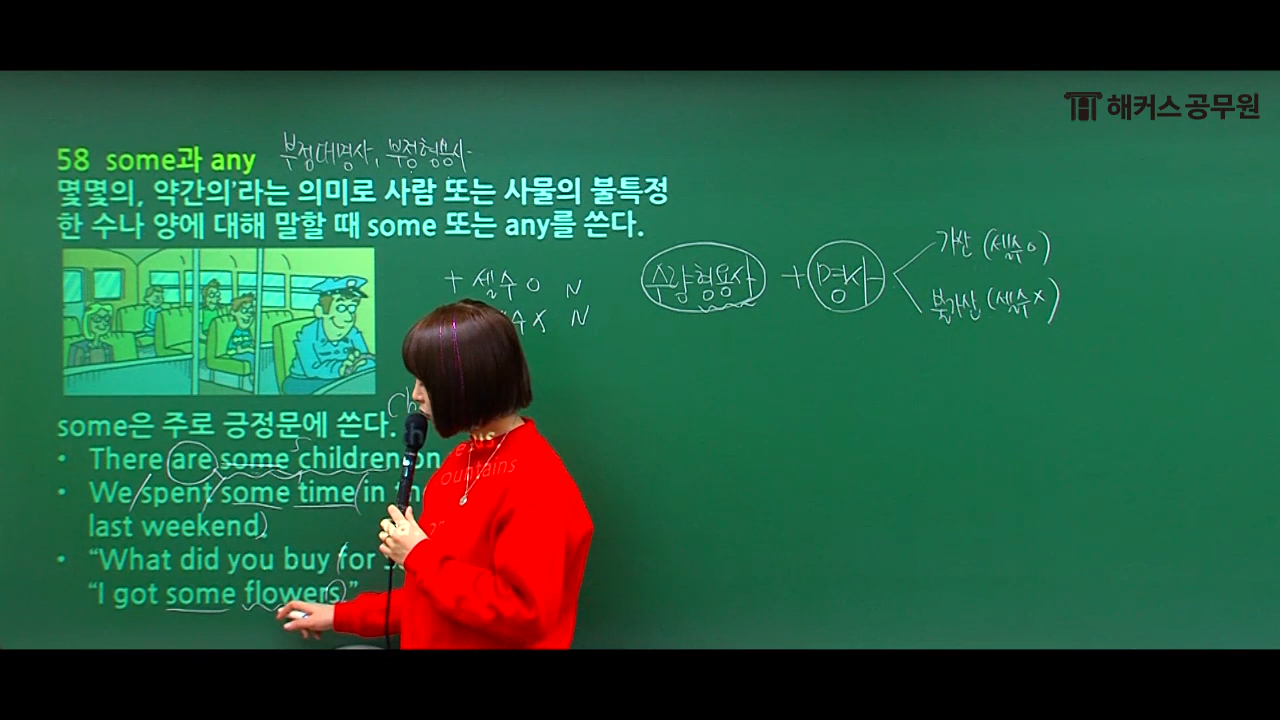 해커스 공무원
58 some과 any 부정대명사, 부정형용사
몇몇의, 약간의'라는 의미로 사람 또는 사물의 불특정
한 수나 양에 대해 말할 때 some 또는 any를 쓴다.
+ 셀수 O N
수X N
수량형용사 + 명사
가산 (셀수 O)
불가산 (셀수 X)
some은 주로 긍정문에 쓴다.
Ch
• There are some children on
• We spent some time in
ountains
last weekend.
• “What did you buy for
“I got some flowers.”